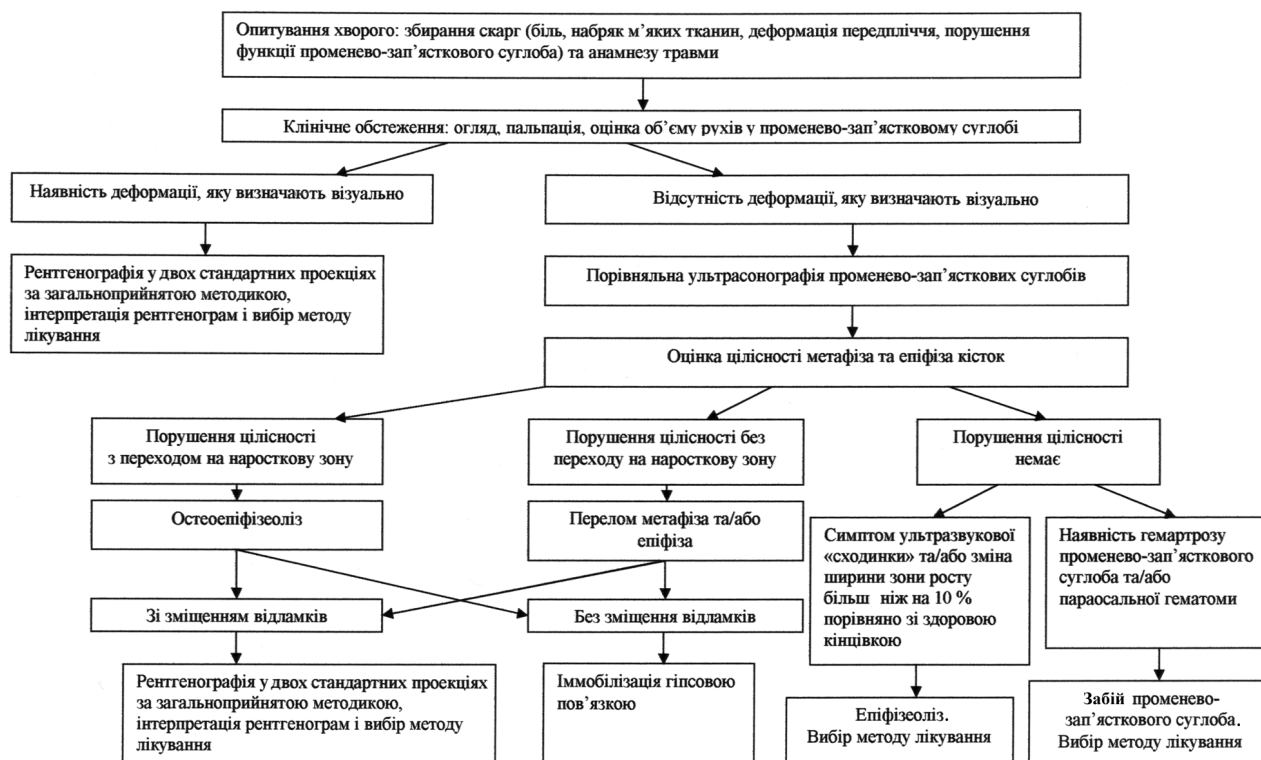 Опитування хворого: збирання скарг (біль, набряк м’яких тканин, деформація передпліччя, порушення
функції променево-зап’ясткового суглоба) та анамнезу травми
Клінічне обстеження: огляд, пальпація, оцінка об’єму рухів у променево-зап’ястковому суглобі
Наявність деформації, яку визначають візуально
Відсутність деформації, яку визначають візуально
Рентгенографія у двох стандартних проекціях
за загальноприйнятою методикою,
інтерпретація рентгенограм і вибір методу
лікування
Порівняльна ультрасонографія променево-зап’ясткових суглобів
Оцінка цілісності метафіза та епіфіза кісток
Порушення цілісності
з переходом на наросткову зону
Порушення цілісності без
переходу на наросткову зону
Порушення цілісності
немає
Остеоепіфізеоліз
Перелом метафіза та/або
епіфіза
Симптом ультразвукової
«сходинки» та/або зміна
ширини зони росту
більш ніж на 10 %
порівняно зі здоровою
кінцівкою
Наявність гемартрозу
променево-зап’ясткового
суглоба та/або
параосальної гематоми
Зі зміщенням відламків
Без зміщення відламків
Рентгенографія у двох стандартних проекціях
за загальноприйнятою методикою,
інтерпретація рентгенограм і вибір методу
лікування
Іммобілізація гіпсовою
пов’язкою
Епіфізеоліз.
Вибір методу лікування
Забій променево-
зап’ясткового суглоба.
Вибір методу лікування